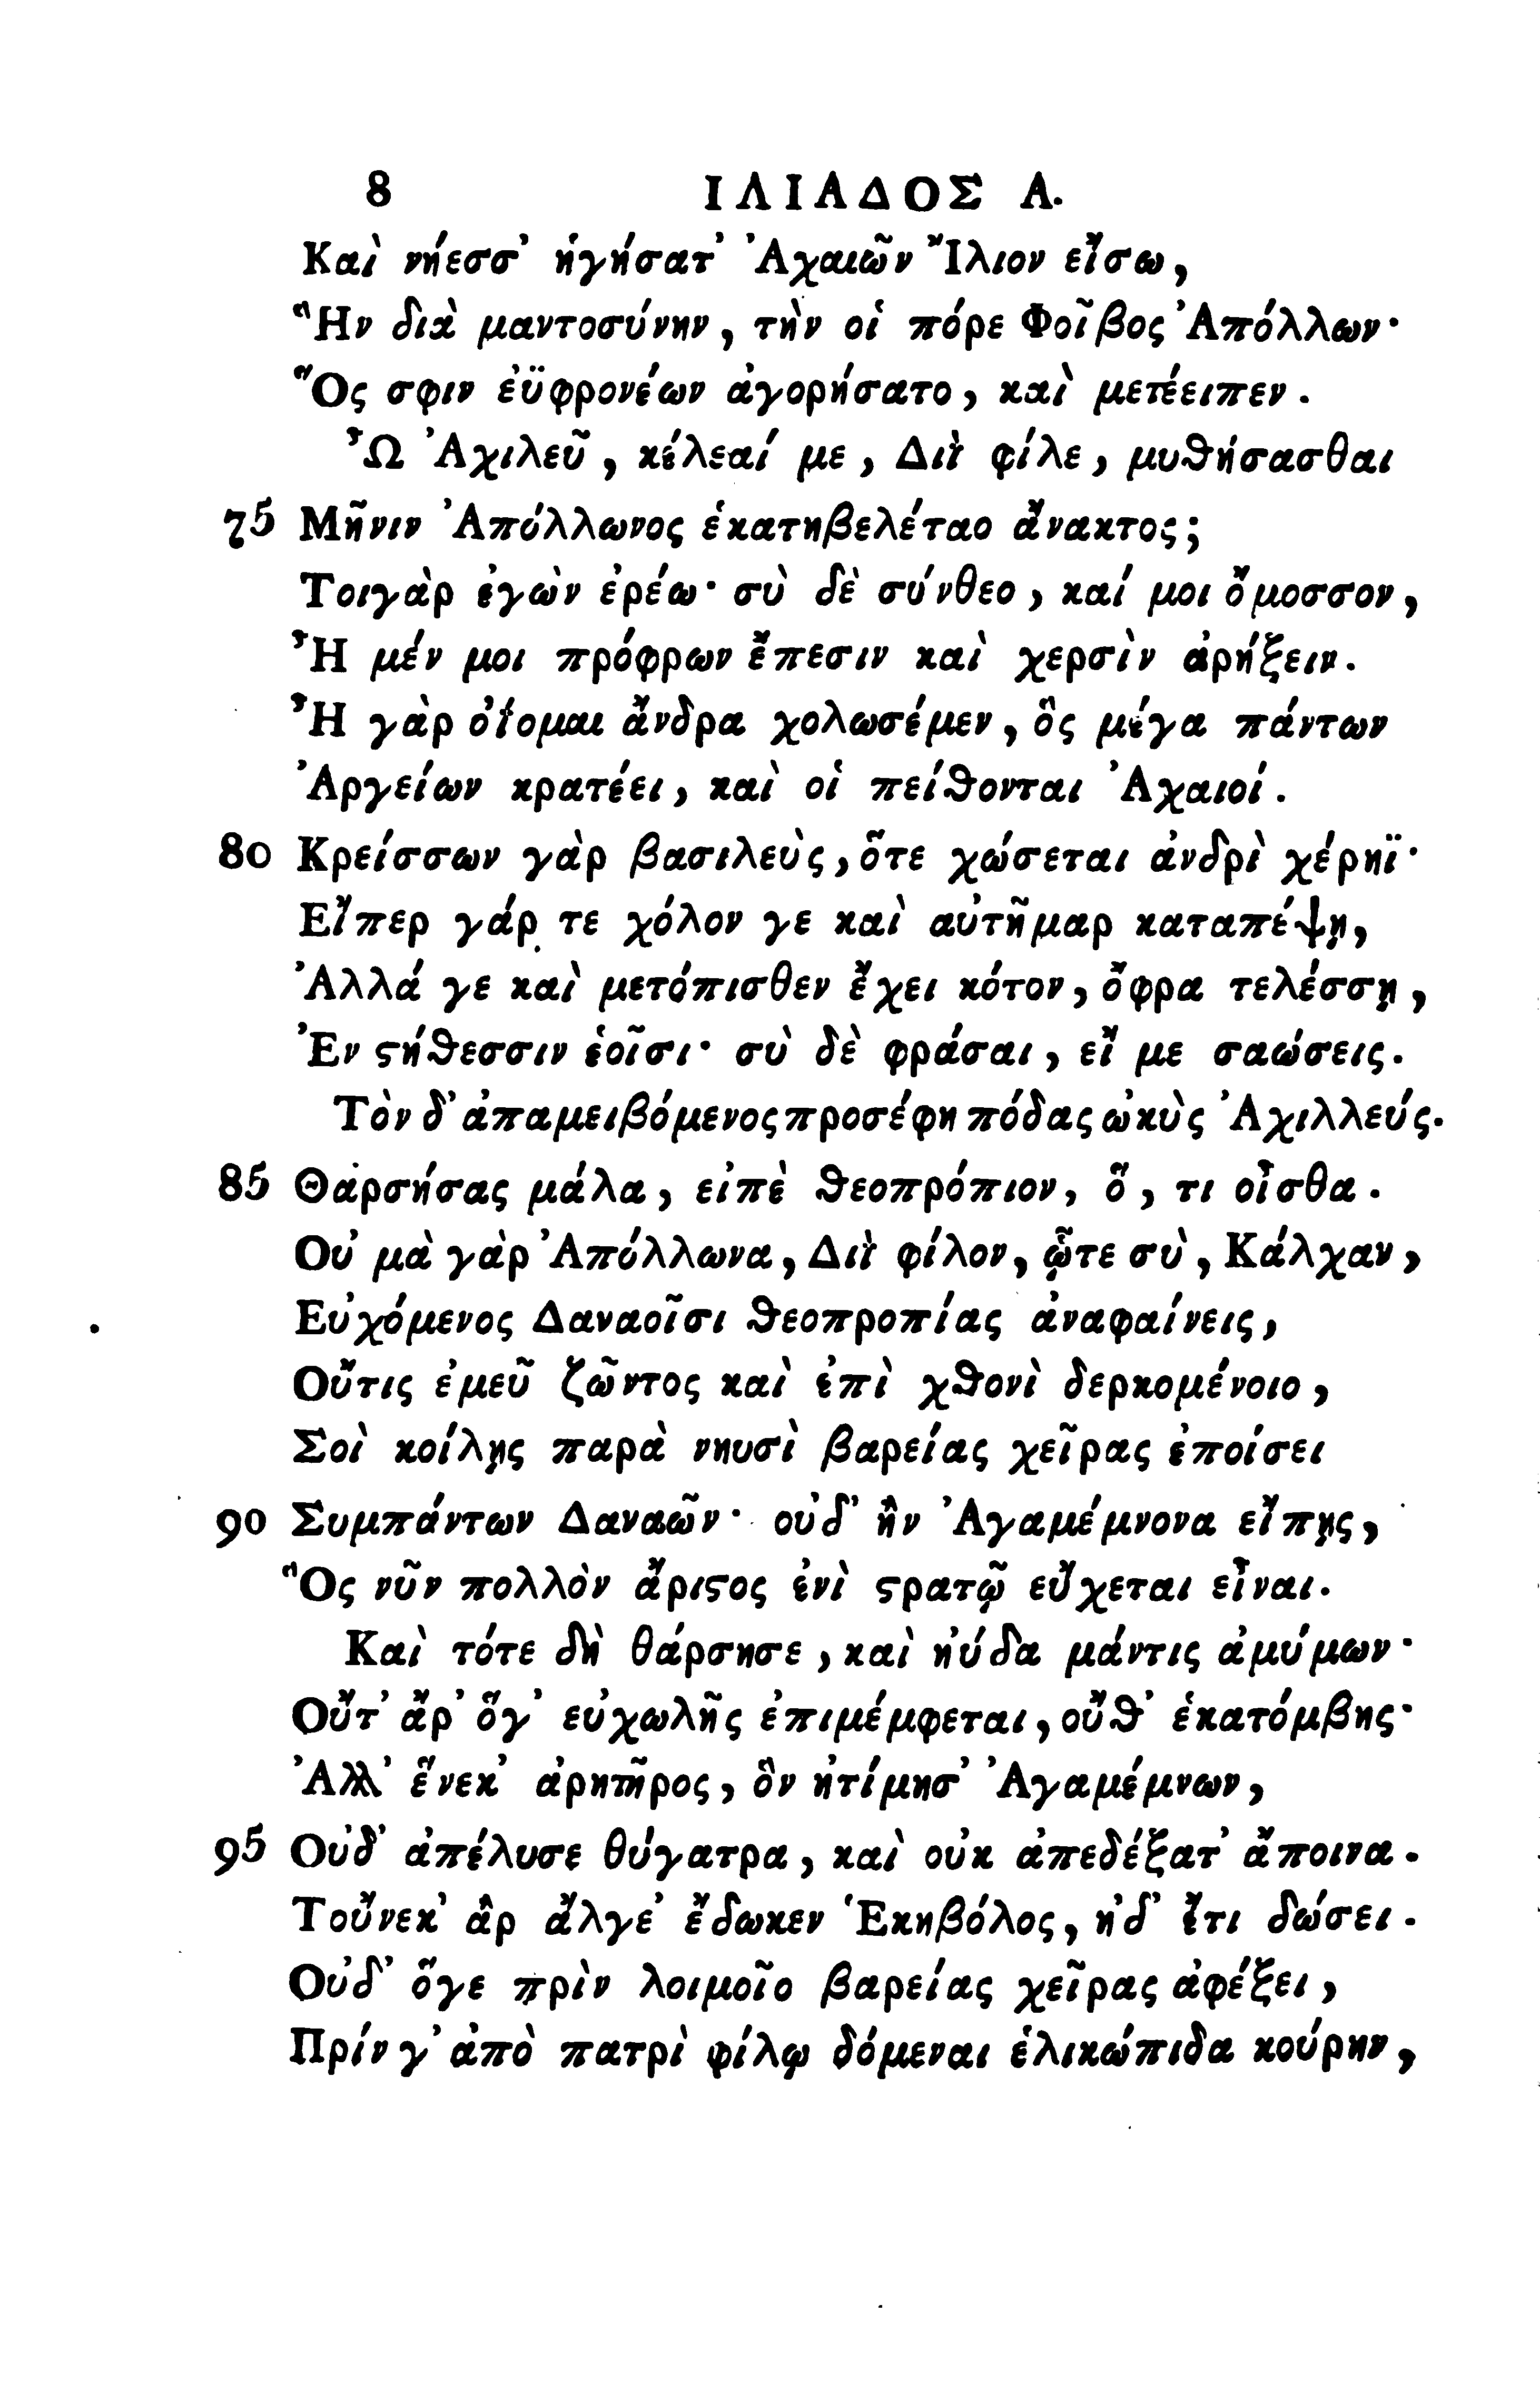 8 ΙΛΙΑΔΟΣ Α.
Καὶ νήεσσ' ἡγήσατ' Ἀχαιῶν Ἴλιον εἴσω,
Ἣν διὰ μαντοσύνην, τὴν οἱ πόρε Φοῖβος Ἀπόλλων·
Ὅς σφιν ἐϋφρονέων ἀγορήσατο, καὶ μετέειπεν.
Ὦ Ἀχιλεῦ, κέλεαί με, Διῒ φίλε, μυθήσασθαι
75 Μῆνιν Ἀπόλλωνος ἑκατηβελέταο ἄνακτος;
Τοιγὰρ ἐγὼν ἐρέω· σὺ δὲ σύνθεο, καί μοι ὄμοσσον,
Ἦ μέν μοι πρόφρων ἔπεσιν καὶ χερσὶν ἀρήξειν.
Ἦ γὰρ ὀΐομαι ἄνδρα χολωσέμεν, ὃς μέγα πάντων
Ἀργείων κρατέει, καὶ οἱ πείθονται Ἀχαιοί.
80 Κρείσσων γὰρ βασιλεὺς, ὅτε χώσεται ἀνδρὶ χέρηϊ·
Εἴπερ γάρ τε χόλον γε καὶ αὐτῆμαρ καταπέψῃ,
Ἀλλά γε καὶ μετόπισθεν ἔχει κότον, ὄφρα τελέσσῃ,
Ἐν ϛήθεσσιν ἑοῖσι· σὺ δὲ φράσαι, εἴ με σαώσεις.
Τὸν δ' ἀπαμειβόμενος προσέφη πόδας ὠκὺς Ἀχιλλεύς.
85 Θαρσήσας μάλα, εἰπὲ θεοπρόπιον, ὅ, τι οἶσθα.
Οὐ μὰ γὰρ Ἀπόλλωνα, Διῒ φίλον, ᾧτε σὺ, Κάλχαν,
Εὐχόμενος Δαναοῖσι θεοπροπίας ἀναφαίνεις,
Οὔτις ἐμεῦ ζῶντος καὶ ἐπὶ χθονὶ δερκομένοιο,
Σοὶ κοίλῃς παρὰ νηυσὶ βαρείας χεῖρας ἐποίσει
90 Συμπάντων Δαναῶν· οὐδ' ἢν Ἀγαμέμνονα εἴπῃς,
Ὃς νῦν πολλὸν ἄριϛος ἐνὶ ϛρατῷ εὔχεται εἶναι.
Καὶ τότε δὴ θάρσησε, καὶ ηὔδα μάντις ἀμύμων·
Οὔτ' ἄρ' ὅγ' εὐχωλῆς ἐπιμέμφεται, οὔθ' ἑκατόμβης·
Ἀλλ' ἕνεκ' ἀρητῆρος, ὃν ἠτίμησ' Ἀγαμέμνων,
95 Οὐδ' ἀπέλυσε θύγατρα, καὶ οὐκ ἀπεδέξατ' ἄποινα.
Τοὔνεκ' ἂρ ἄλγε' ἔδωκεν Ἑκηβόλος, ἠδ' ἔτι δώσει.
Οὐδ' ὅγε πρὶν λοιμοῖο βαρείας χεῖρας ἀφέξει,
Πρίν γ' ἀπὸ πατρὶ φίλῳ δόμεναι ἑλικώπιδα κούρην,